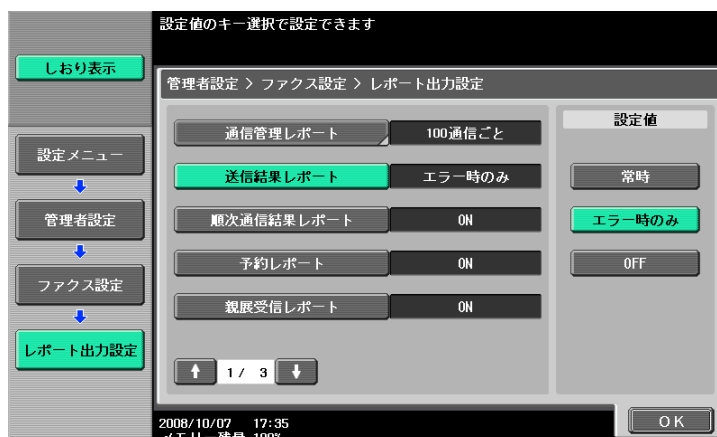 設定値のキー選択で設定できます
しおり表示
管理者設定 > ファクス設定 > レポート出力設定
設定メニュー
管理者設定
ファクス設定
レポート出力設定
通信管理レポート 100通信ごと
送信結果レポート エラー時のみ
順次通信結果レポート ON
予約レポート ON
親展受信レポート ON
1/ 3
設定値
常時
エラー時のみ
OFF
2008/10/07 17:35
メモリー残量 100%
OK